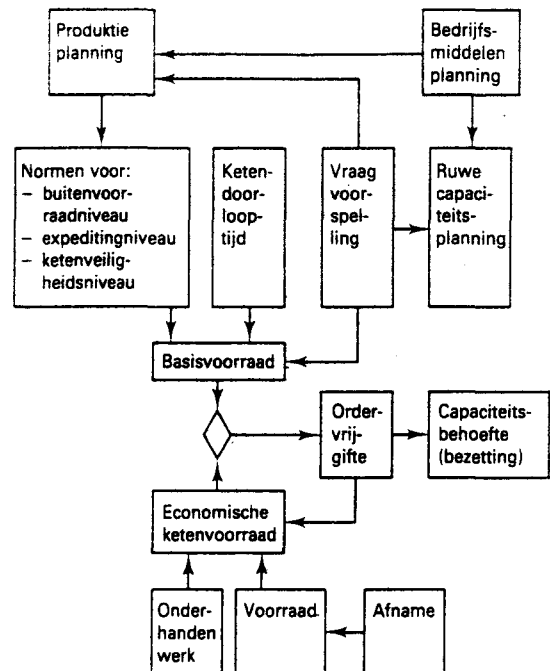 Produktie
planning
Bedrijfs-
middelen
planning
Normen voor:
– buitenvoor-
raadniveau
– expeditingniveau
– ketenveilig-
heidsniveau
Keten-
door-
loop-
tijd
Vraag
voor-
spel-
ling
Ruwe
capaci-
teits-
planning
Basisvoorraad
Order-
vrij-
gifte
Capaciteits-
behoefte
(bezetting)
Economische
ketenvoorraad
Onder-
handen
werk
Voorraad
Afname